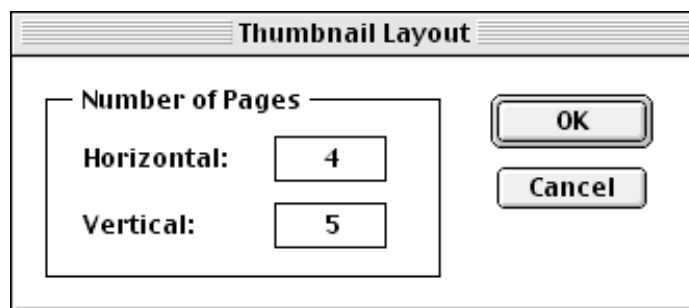 Thumbnail Layout
Number of Pages
Horizontal: 4
Vertical: 5
OK
Cancel